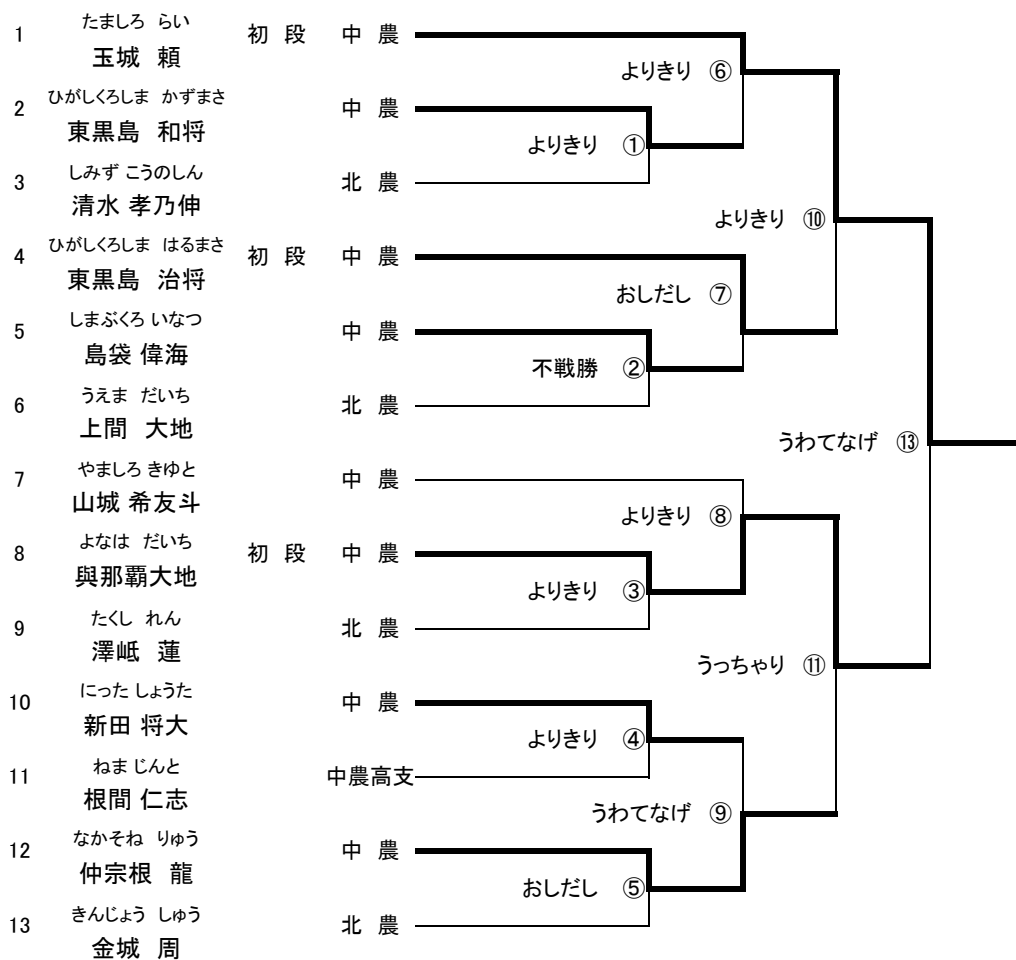 たましろ らい
1 玉城 頼 初 段 中 農
よりきり ⑥
ひがしくろしま かずまさ
2 東黒島 和将 中 農
よりきり ①
しみず こうのしん
3 清水 孝乃伸 北 農
よりきり ⑩
ひがしくろしま はるまさ
4 東黒島 治将 初 段 中 農
おしだし ⑦
しまぶくろ いなつ
5 島袋 偉海 中 農
不戦勝 ②
うえま だいち
6 上間 大地 北 農
うわてなげ ⑬
やましろ きゆと
7 山城 希友斗 中 農
よりきり ⑧
よなは だいち
8 與那覇大地 初 段 中 農
よりきり ③
たくし れん
9 澤岻 蓮 北 農
うっちゃり ⑪
にった しょうた
10 新田 将大 中 農
よりきり ④
ねま じんと
11 根間 仁志 中農高支
うわてなげ ⑨
なかそね りゅう
12 仲宗根 龍 中 農
おしだし ⑤
きんじょう しゅう
13 金城 周 北 農